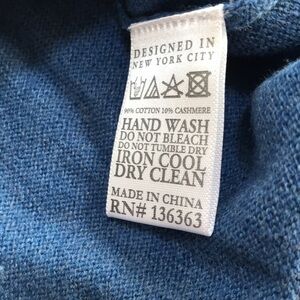 DESIGNED IN
NEW YORK CITY
90% COTTON 10% CASHMERE
HAND WASH
DO NOT BLEACH
DO NOT TUMBLE DRY
IRON COOL
DRY CLEAN
MADE IN CHINA
RN# 136363